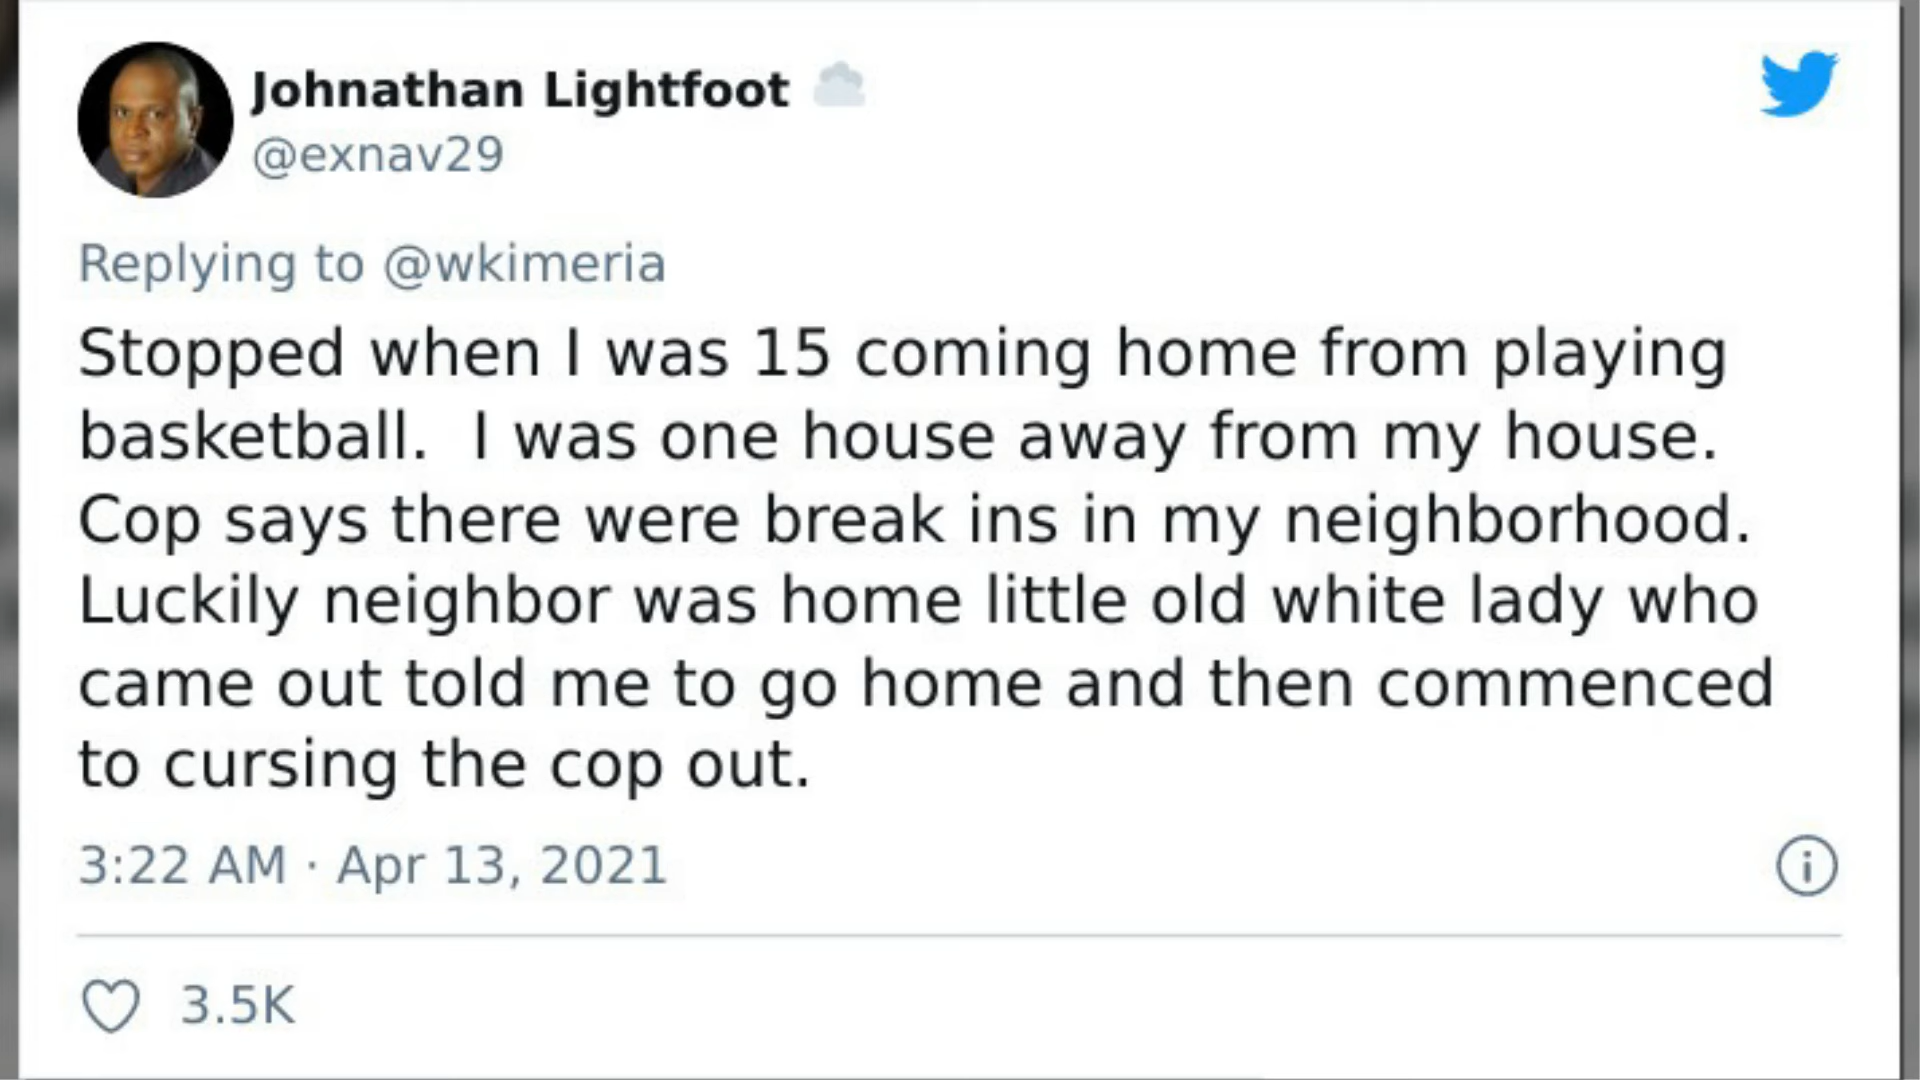 Johnathan Lightfoot
@exnav29
Replying to @wkimeria
Stopped when I was 15 coming home from playing
basketball.  I was one house away from my house.
Cop says there were break ins in my neighborhood.
Luckily neighbor was home little old white lady who
came out told me to go home and then commenced
to cursing the cop out.
3:22 AM · Apr 13, 2021
3.5K